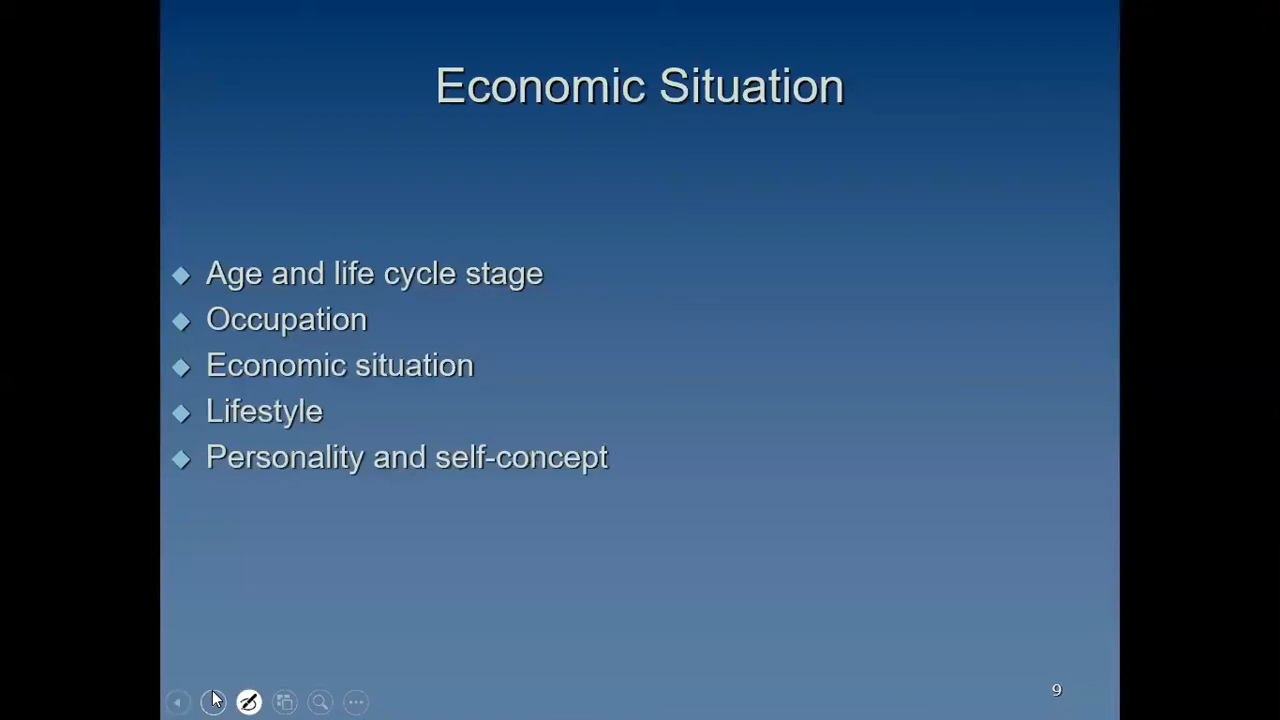 Economic Situation
Age and life cycle stage
Occupation
Economic situation
Lifestyle
Personality and self-concept
9